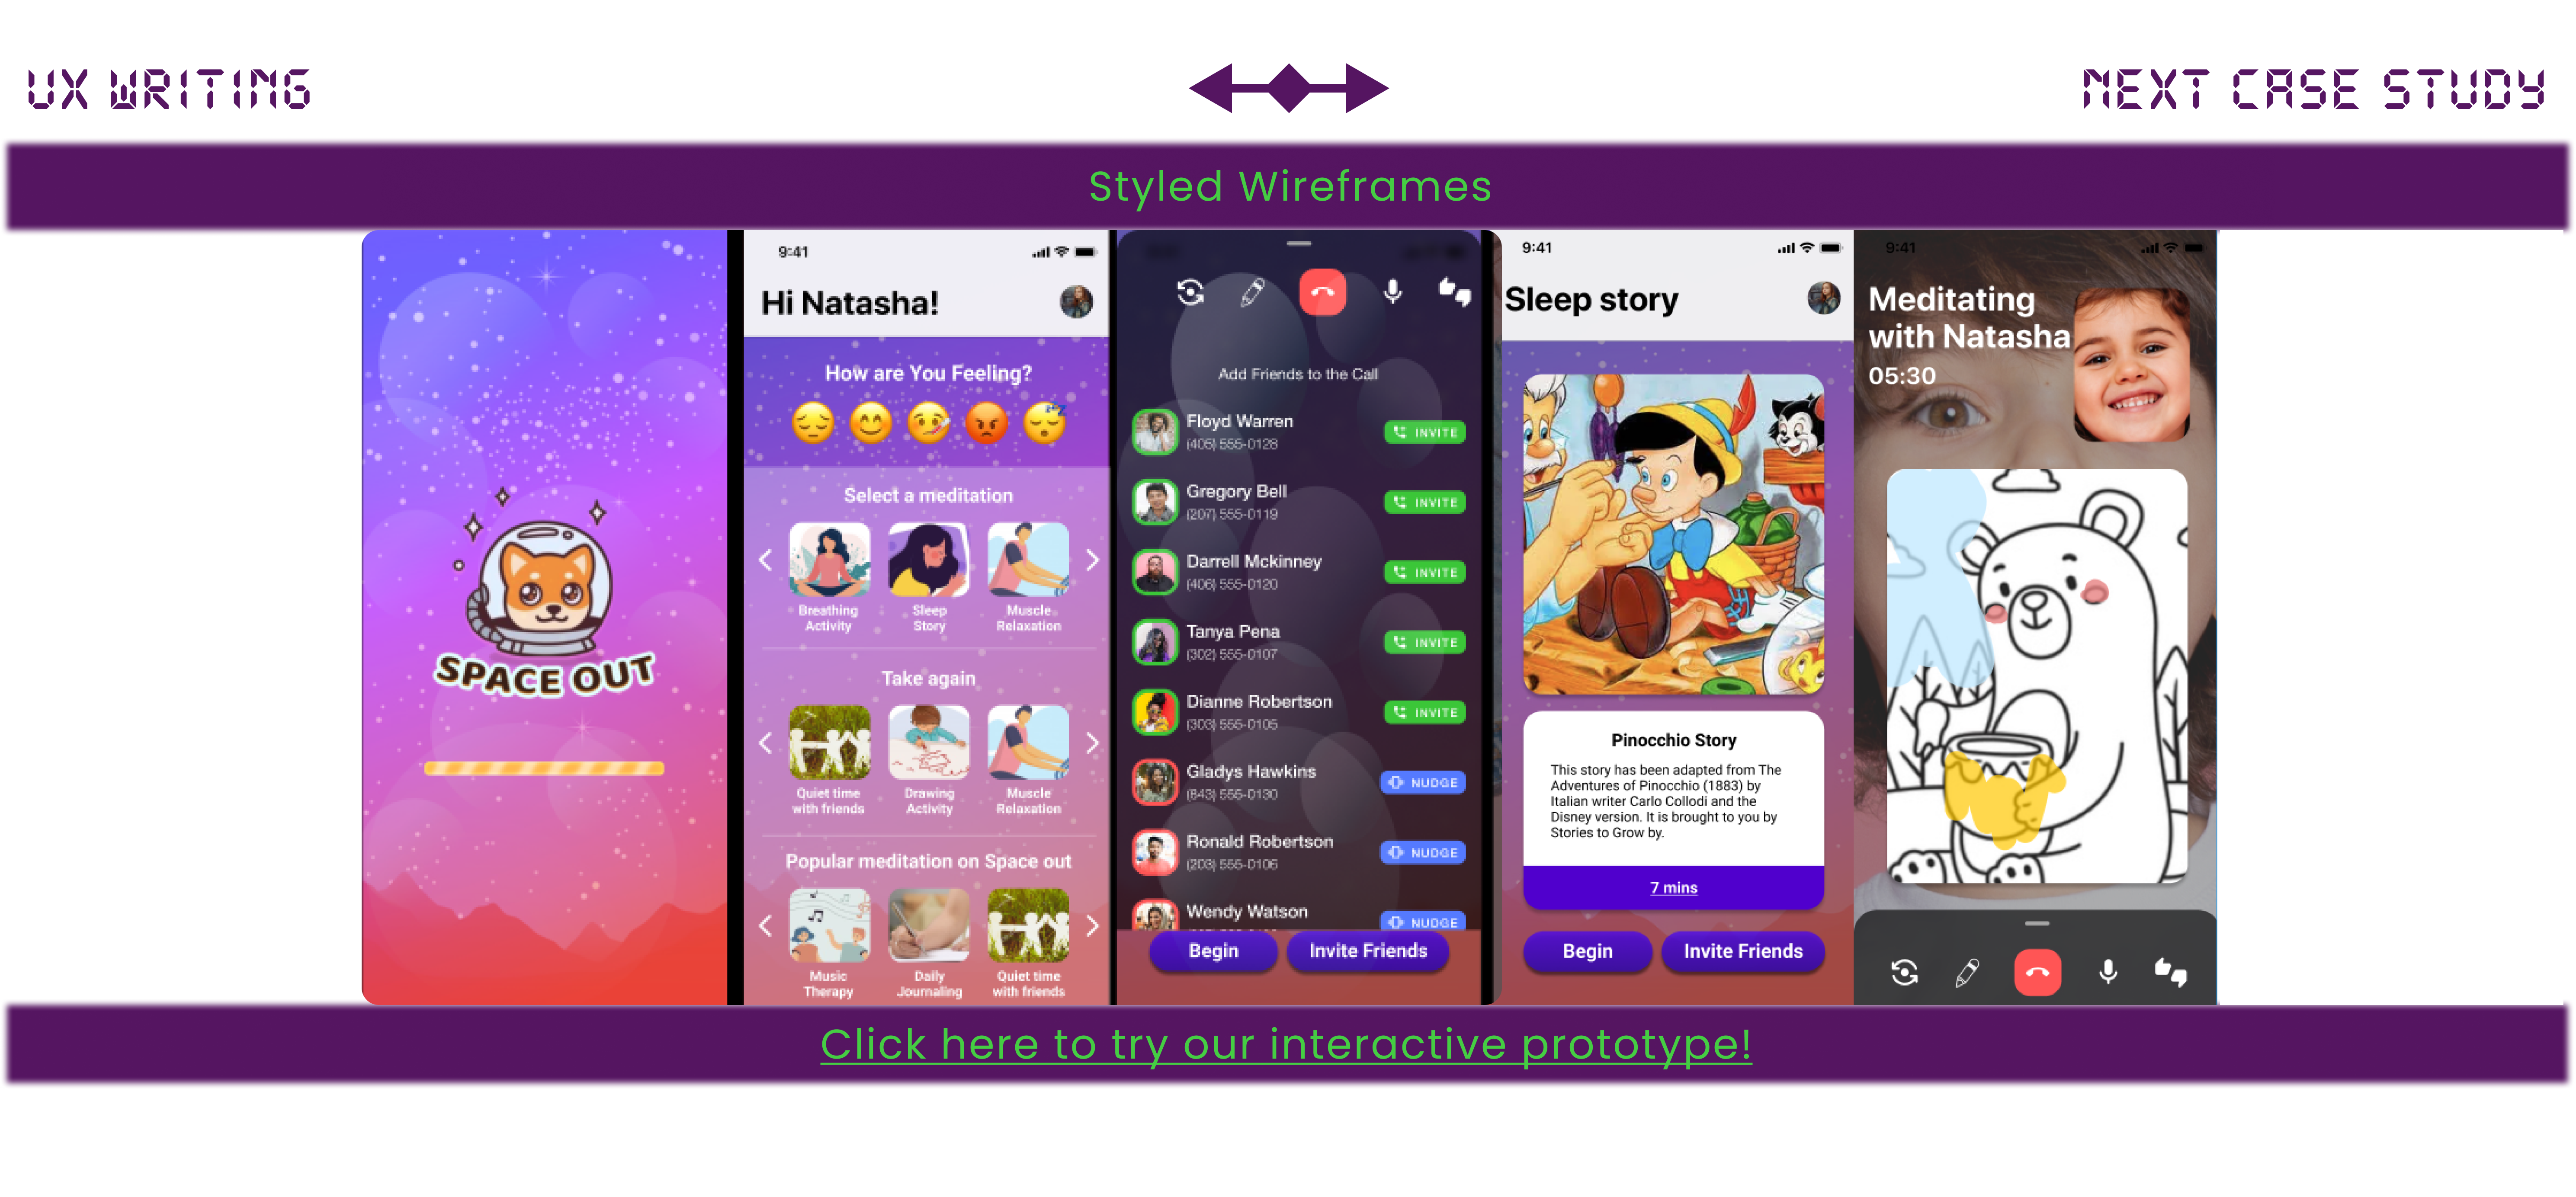 UX WRITING
NEXT CASE STUDY
Styled Wireframes
SPACE OUT
9:41
Hi Natasha!
How are You Feeling?
Select a meditation
Breathing
Activity
Sleep
Story
Muscle
Relaxation
Take again
Quiet time
with friends
Drawing
Activity
Muscle
Relaxation
Popular meditation on Space out
Music
Therapy
Daily
Journaling
Quiet time
with friends
Add Friends to the Call
Floyd Warren
(405) 555-0128
INVITE
Gregory Bell
(207) 555-0119
INVITE
Darrell Mckinney
(406) 555-0120
INVITE
Tanya Pena
(302) 555-0107
INVITE
Dianne Robertson
(303) 555-0105
INVITE
Gladys Hawkins
(843) 555-0130
NUDGE
Ronald Robertson
(203) 555-0106
NUDGE
Wendy Watson
NUDGE
Begin
Invite Friends
9:41
Sleep story
Pinocchio Story
This story has been adapted from The
Adventures of Pinocchio (1883) by
Italian writer Carlo Collodi and the
Disney version. It is brought to you by
Stories to Grow by.
7 mins
Begin
Invite Friends
9:41
Meditating
with Natasha
05:30
Click here to try our interactive prototype!